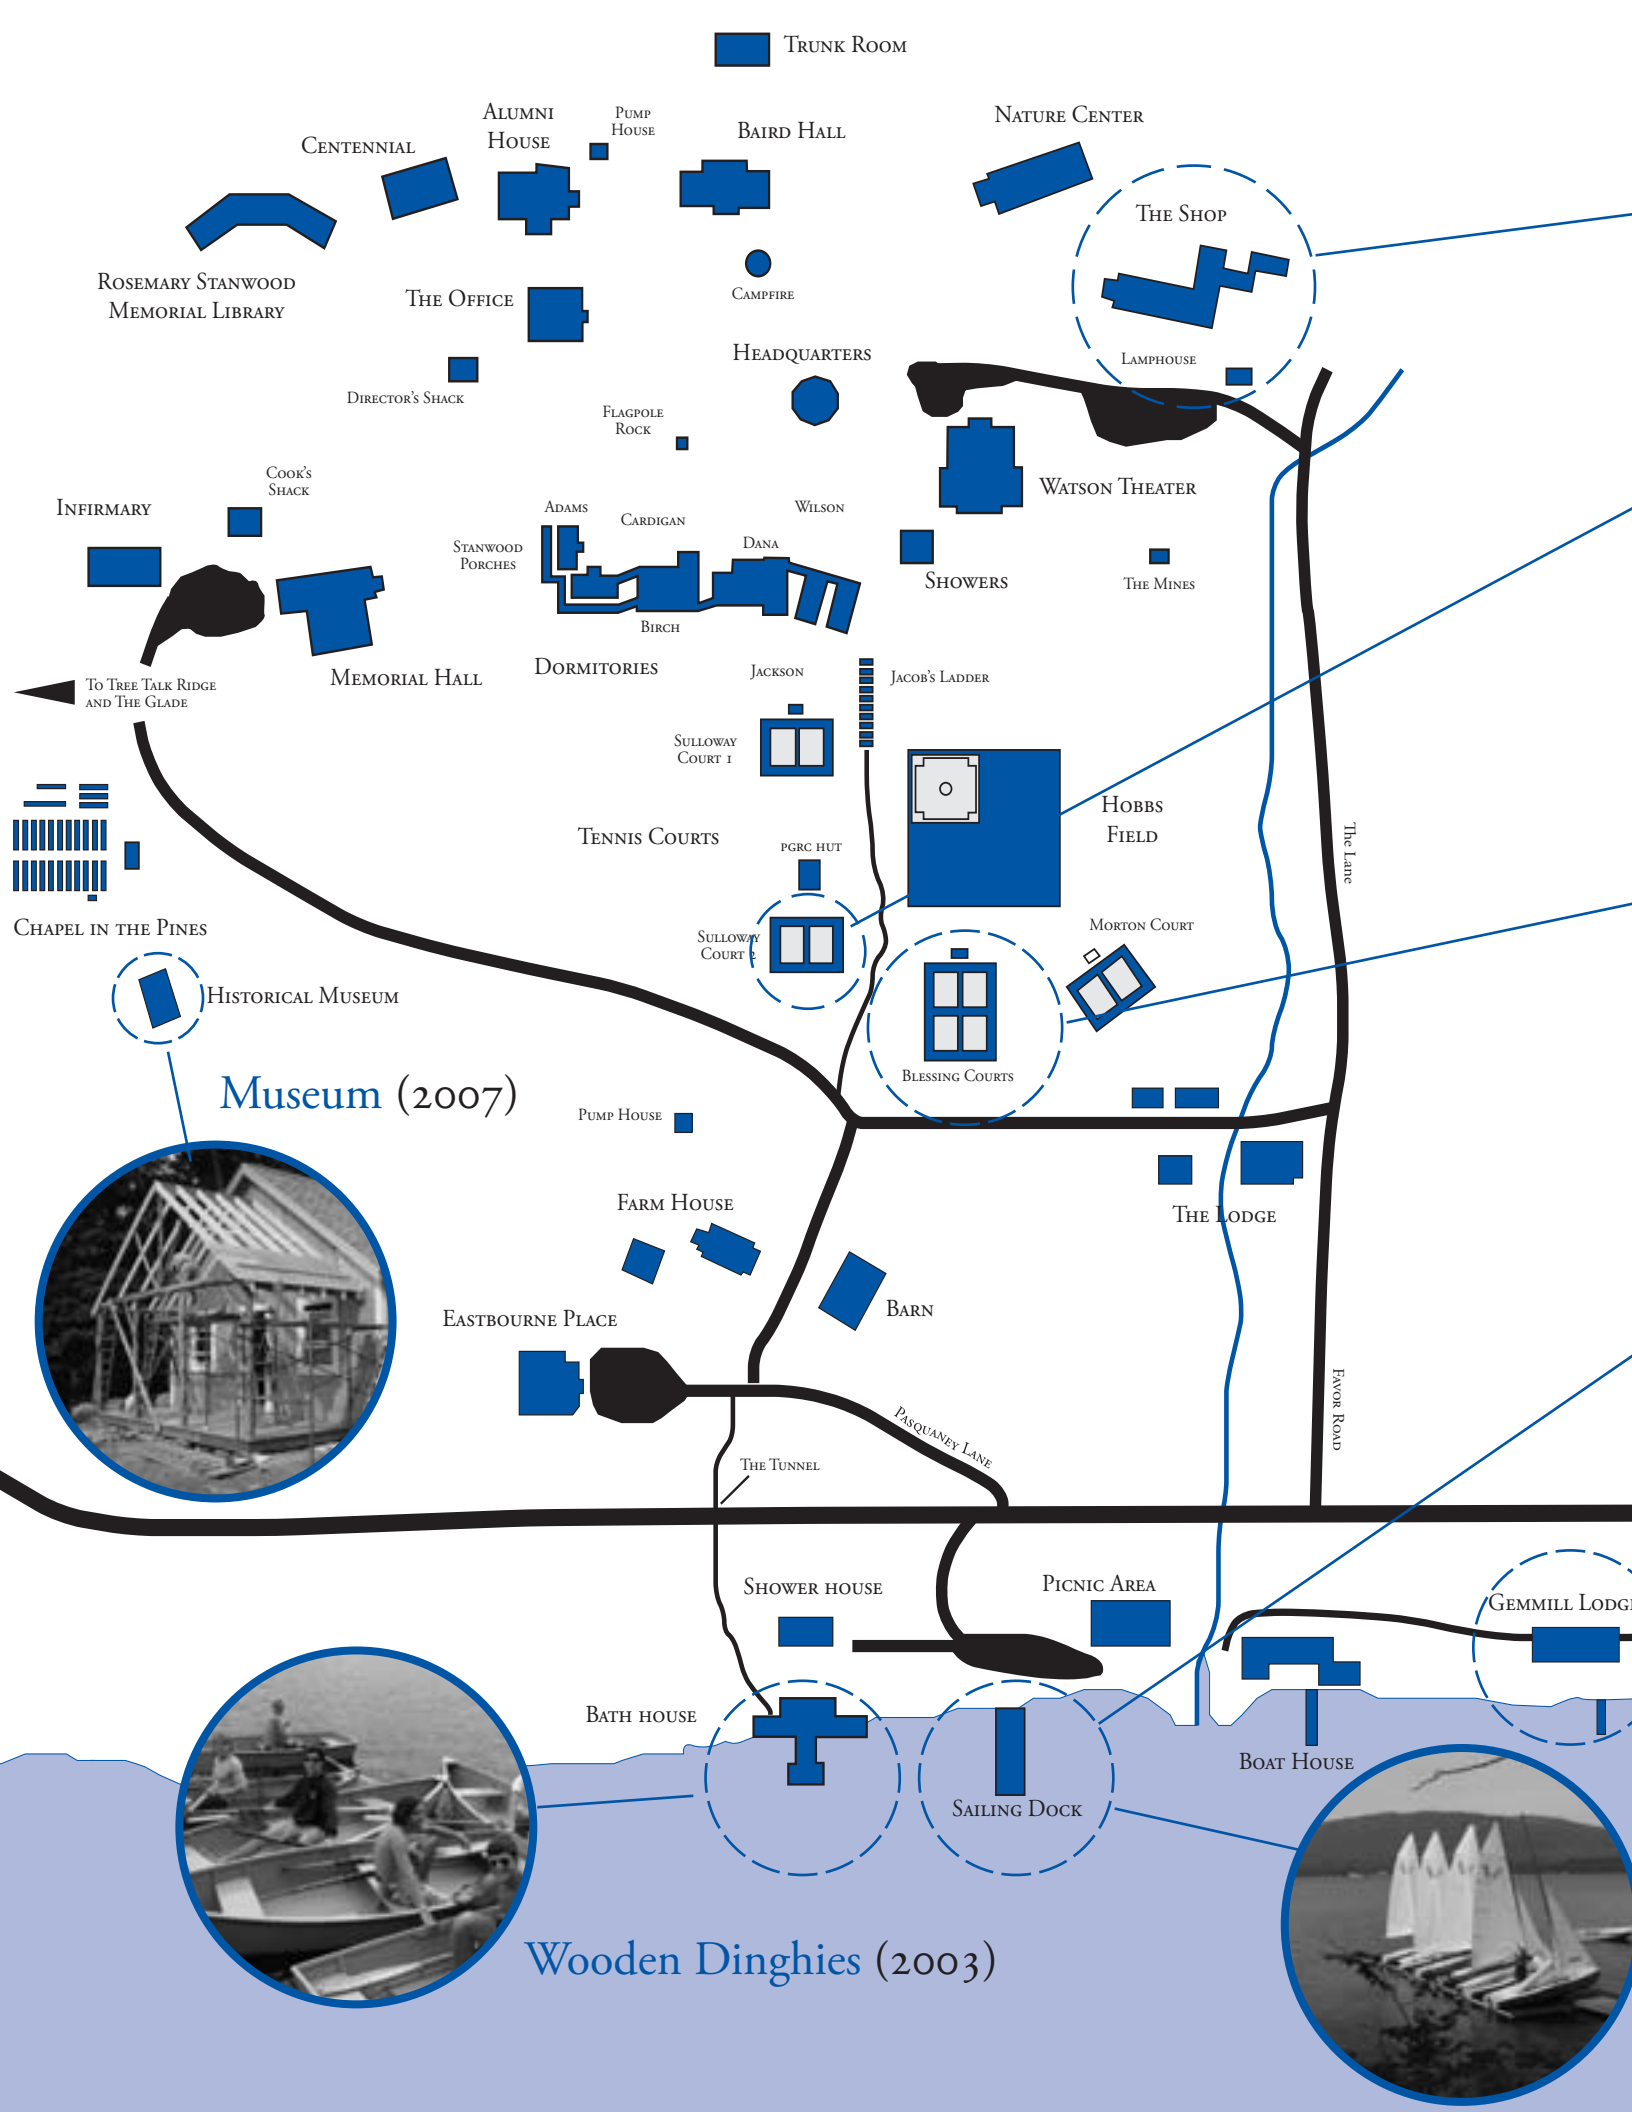 Trunk Room
Alumni
House
Pump
House
Baird Hall
Nature Center
Centennial
The Shop
Rosemary Stanwood
Memorial Library
The Office
Campfire
Headquarters
Lamphouse
Director's Shack
Flagpole
Rock
Cook's
Shack
Watson Theater
Infirmary
Adams
Cardigan
Wilson
Stanwood
Porches
Dana
Showers
The Mines
Birch
Memorial Hall
Dormitories
Jackson
Jacob's Ladder
To Tree Talk Ridge
and The Glade
Sulloway
Court 1
Hobbs
Field
Tennis Courts
PGRC Hut
The Lane
Chapel in the Pines
Sulloway
Court 2
Morton Court
Historical Museum
Blessing Courts
Museum (2007)
Pump House
Farm House
The Lodge
Barn
Eastbourne Place
Favor Road
Pasquaney Lane
The Tunnel
Shower house
Picnic Area
Gemmill Lodge
Bath house
Boat House
Sailing Dock
Wooden Dinghies (2003)